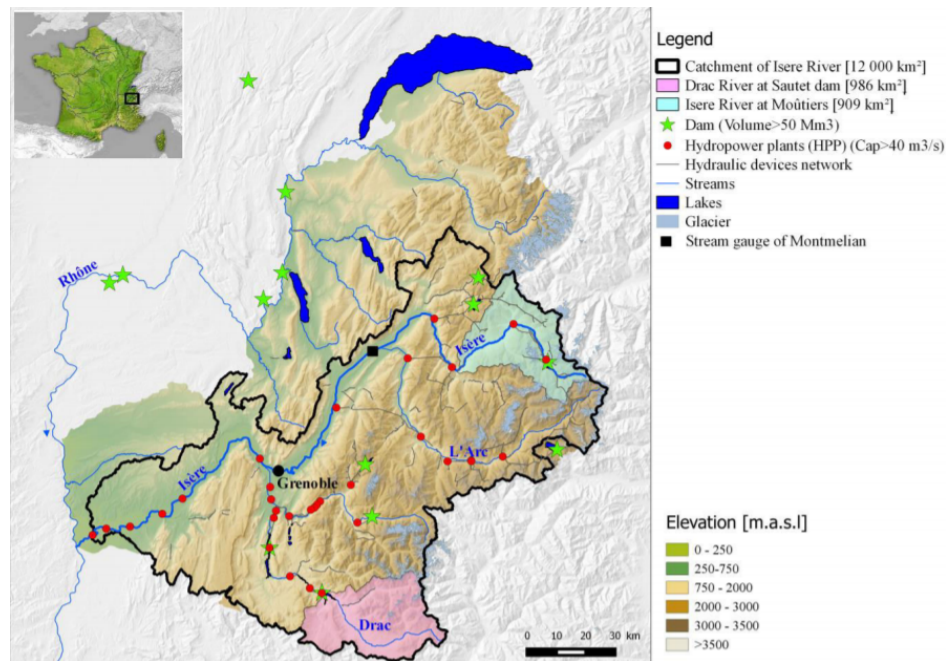 Legend
Catchment of Isere River [12 000 km²]
Drac River at Sautet dam [986 km²]
Isere River at Moûtiers [909 km²]
Dam (Volume>50 Mm3)
Hydropower plants (HPP) (Cap>40 m3/s)
Hydraulic devices network
Streams
Lakes
Glacier
Stream gauge of Montmelian
Rhône
Isère
L'Arc
Isère
Grenoble
Drac
Elevation [m.a.s.l]
0 - 250
250-750
750 - 2000
2000 - 3000
3000 - 3500
>3500
0 10 20 30 km